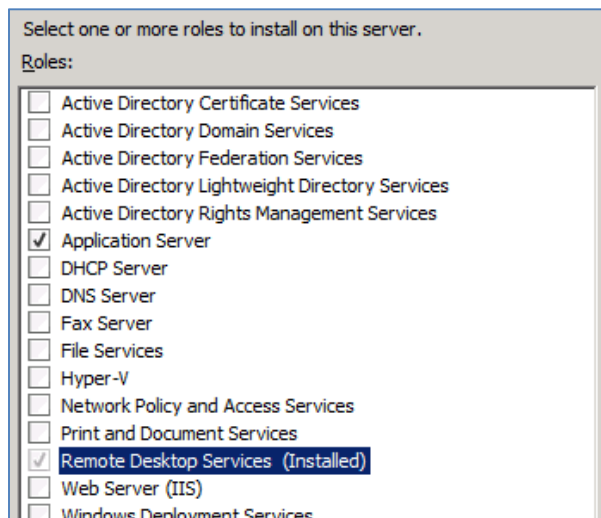 Select one or more roles to install on this server.
Roles:
Active Directory Certificate Services
Active Directory Domain Services
Active Directory Federation Services
Active Directory Lightweight Directory Services
Active Directory Rights Management Services
Application Server
DHCP Server
DNS Server
Fax Server
File Services
Hyper-V
Network Policy and Access Services
Print and Document Services
Remote Desktop Services (Installed)
Web Server (IIS)
Windows Deployment Services